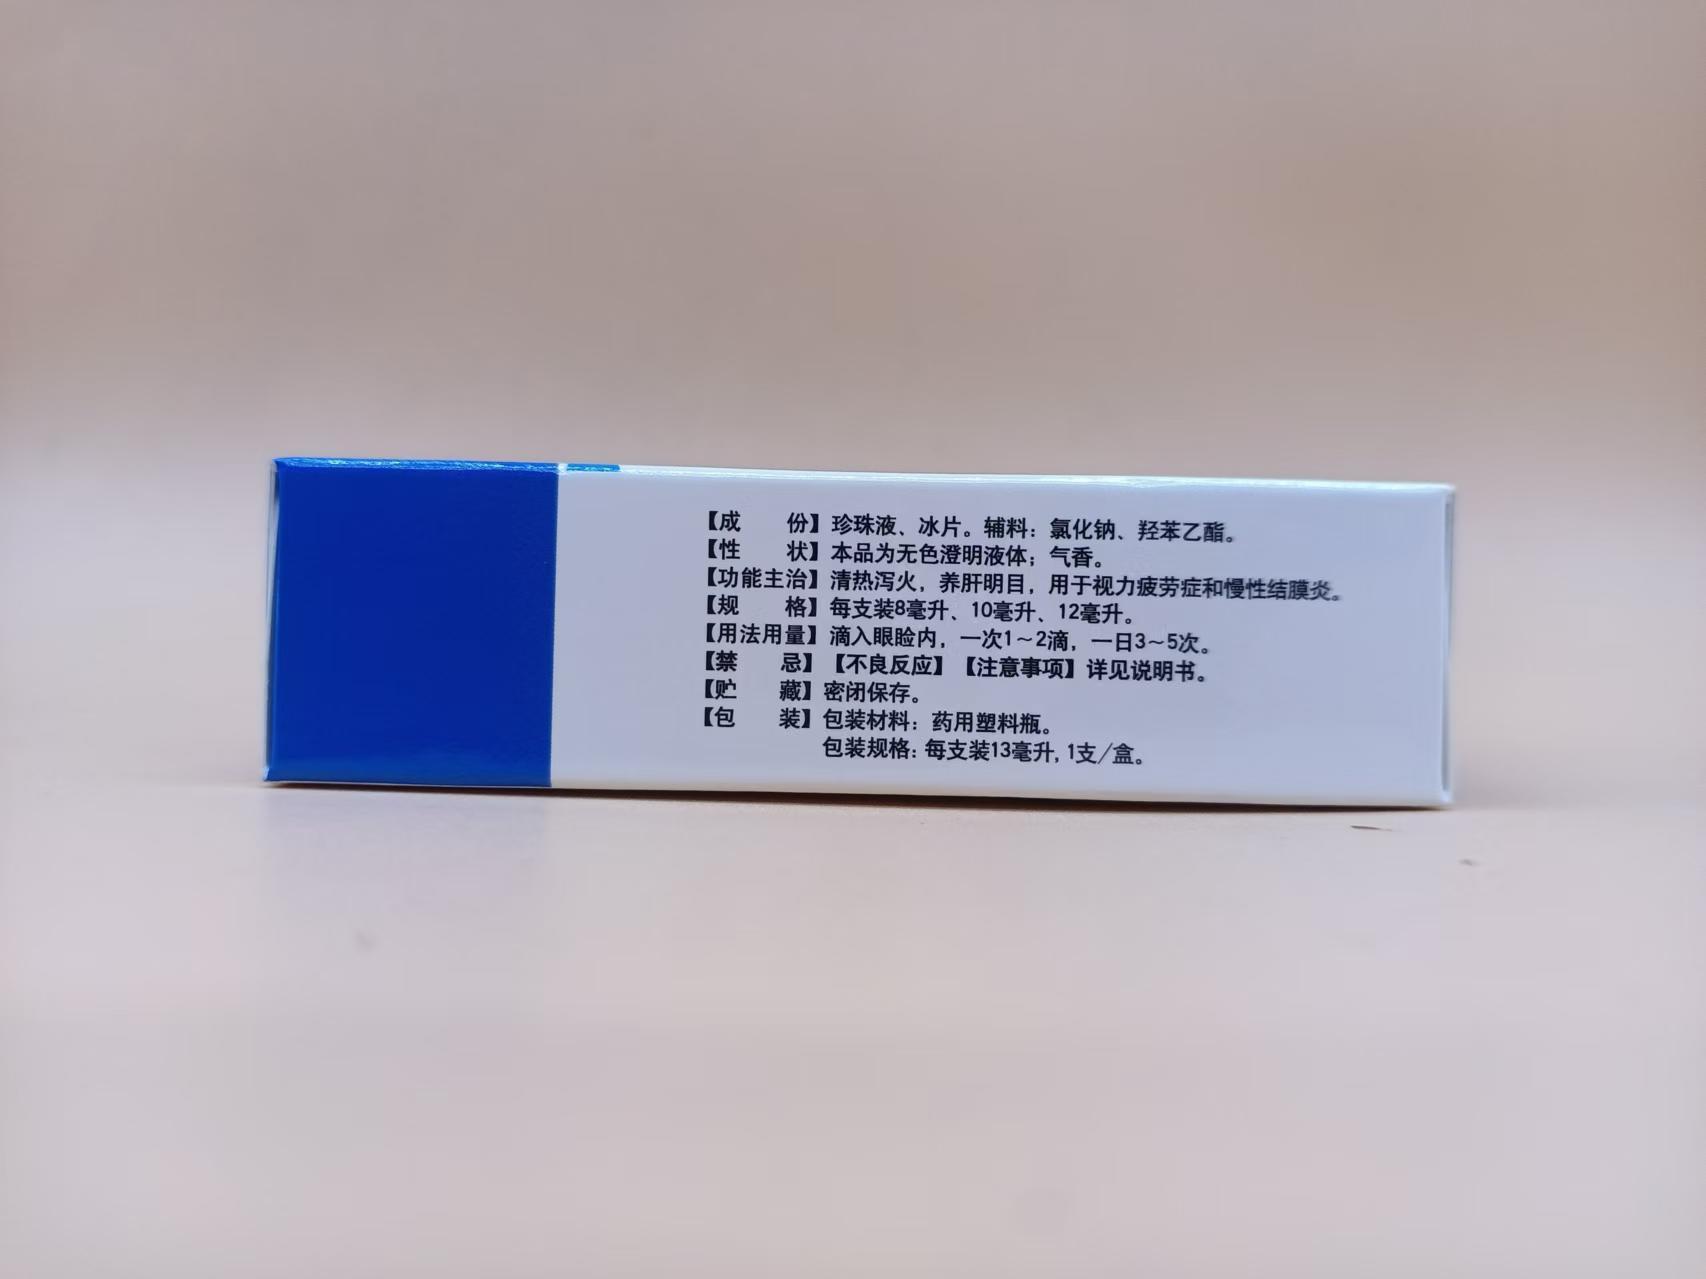 【成　　份】珍珠液、冰片。辅料：氯化钠、羟苯乙酯。
【性　　状】本品为无色澄明液体；气香。
【功能主治】清热泻火，养肝明目，用于视力疲劳症和慢性结膜炎。
【规　　格】每支装8毫升、10毫升、12毫升。
【用法用量】滴入眼睑内，一次1～2滴，一日3～5次。
【禁　　忌】【不良反应】【注意事项】详见说明书。
【贮　　藏】密闭保存。
【包　　装】包装材料：药用塑料瓶。
包装规格：每支装13毫升，1支/盒。